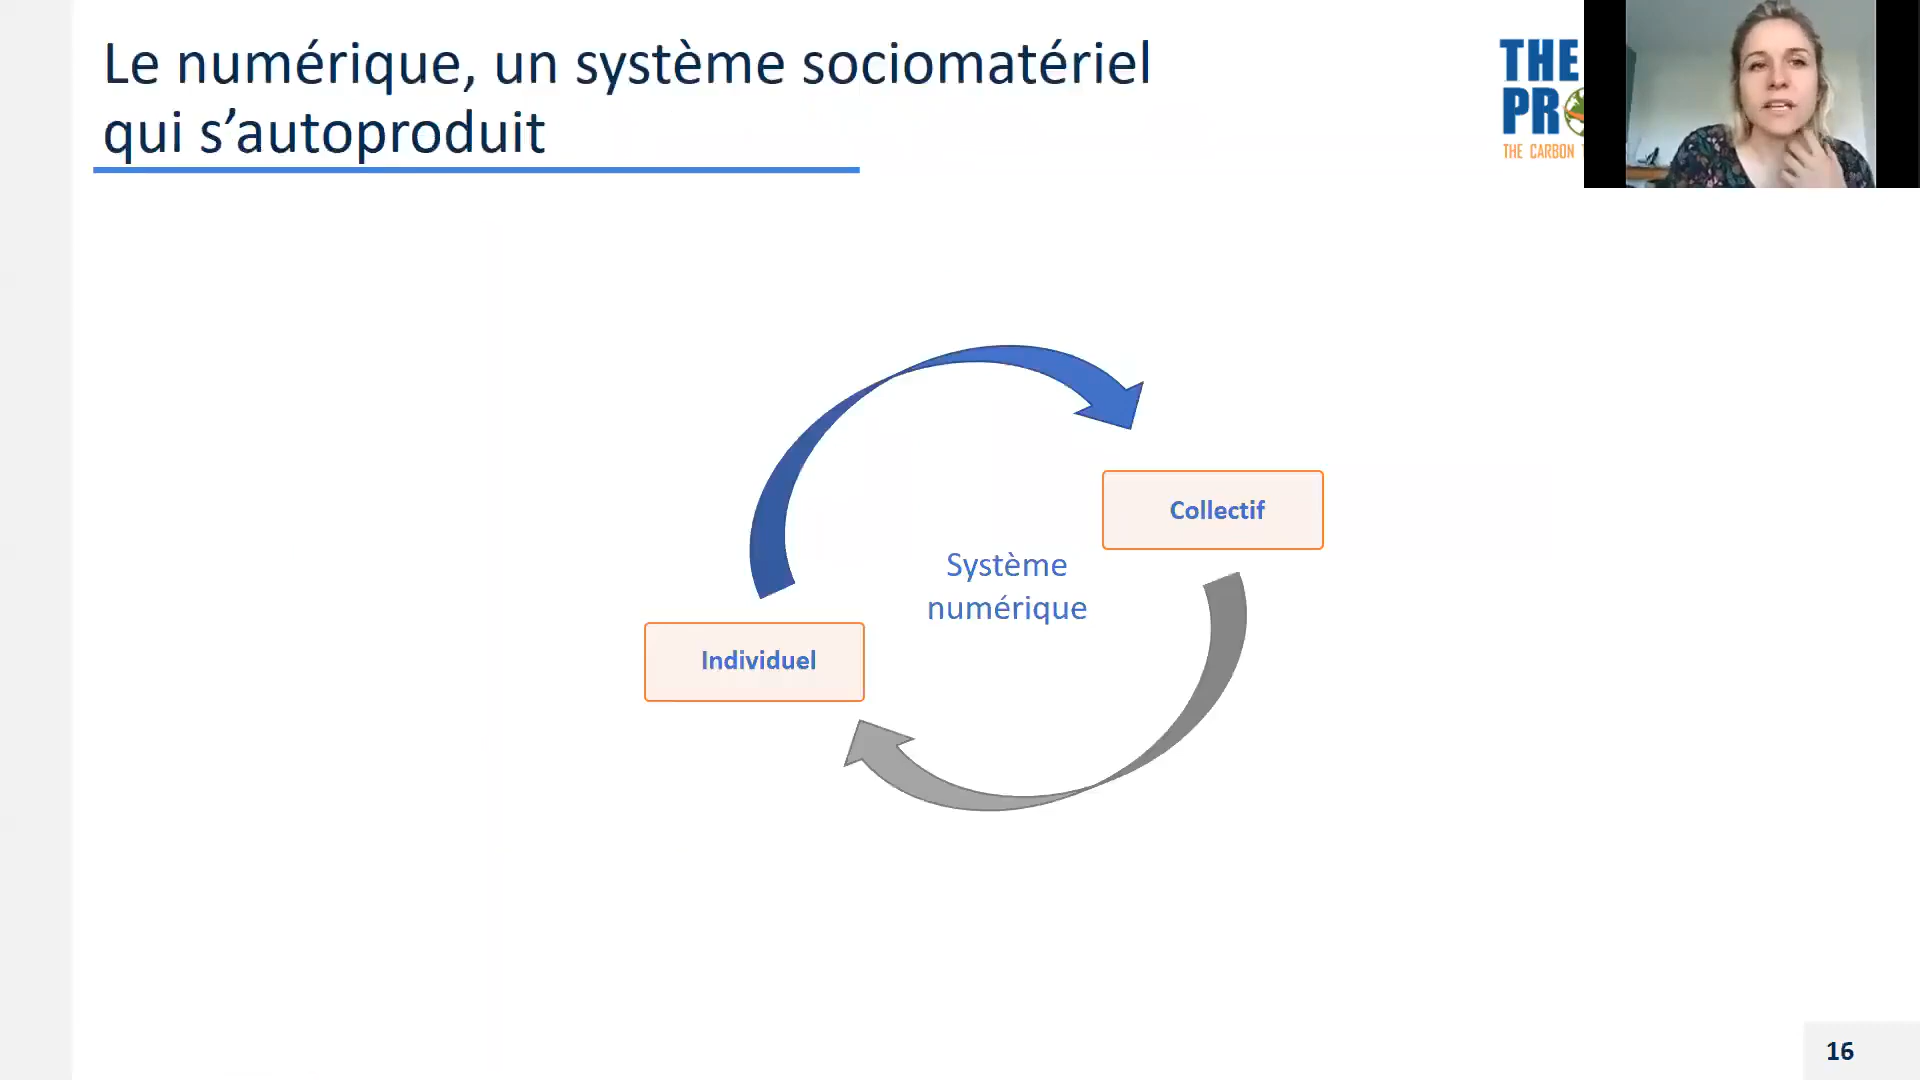 Le numérique, un système sociomatériel
qui s’autoproduit
THE
PR
THE CARBON
Collectif
Système
numérique
Individuel
16